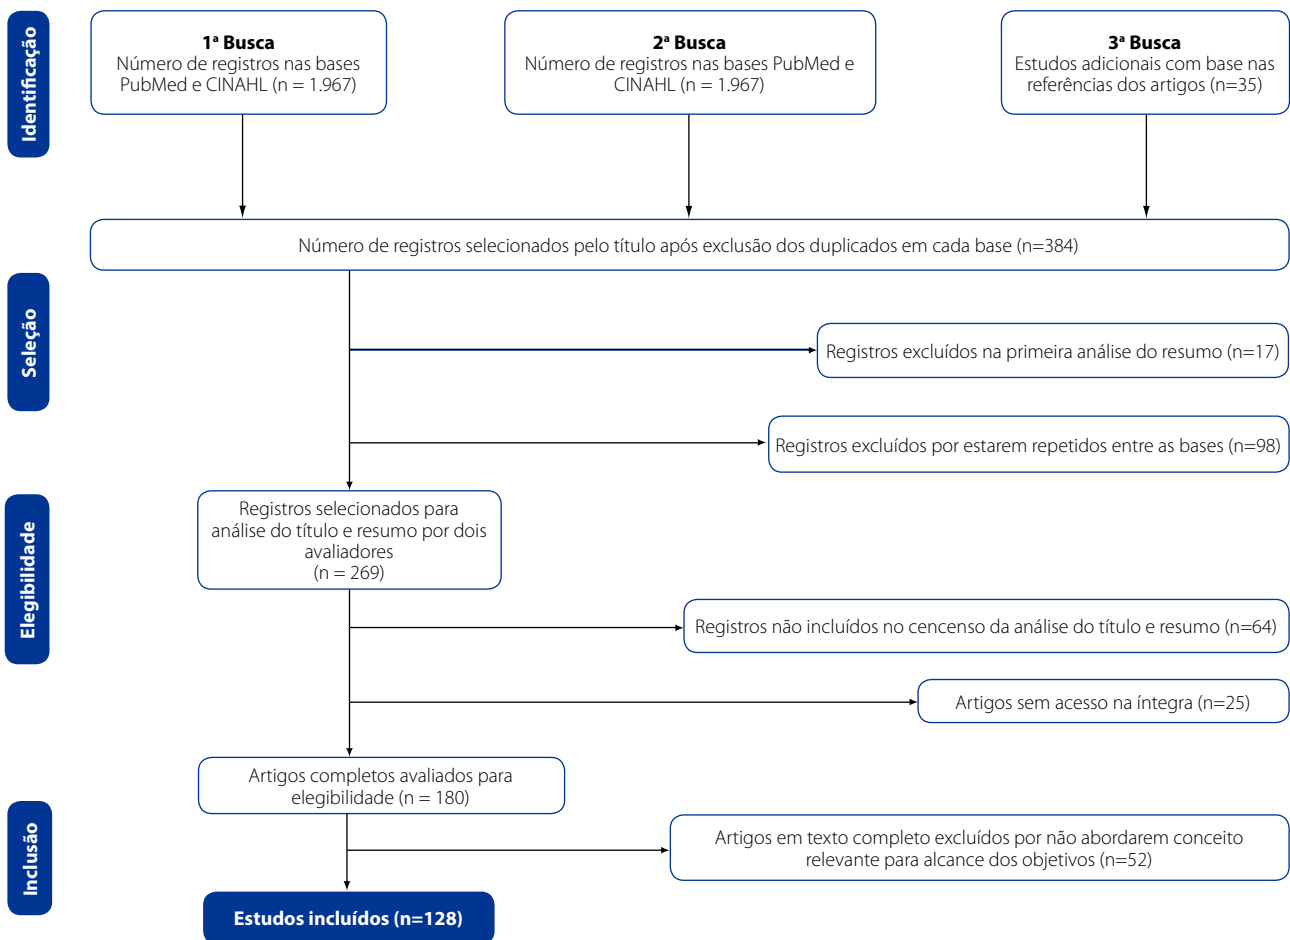 Identificação
1ª Busca
Número de registros nas bases
PubMed e CINAHL (n = 1.967)
2ª Busca
Número de registros nas bases PubMed e
CINAHL (n = 1.967)
3ª Busca
Estudos adicionais com base nas
referências dos artigos (n=35)
Número de registros selecionados pelo título após exclusão dos duplicados em cada base (n=384)
Seleção
Registros excluídos na primeira análise do resumo (n=17)
Registros excluídos por estarem repetidos entre as bases (n=98)
Elegibilidade
Registros selecionados para
análise do título e resumo por dois
avaliadores
(n = 269)
Registros não incluídos no cencenso da análise do título e resumo (n=64)
Artigos sem acesso na íntegra (n=25)
Artigos completos avaliados para
elegibilidade (n = 180)
Inclusão
Artigos em texto completo excluídos por não abordarem conceito
relevante para alcance dos objetivos (n=52)
Estudos incluídos (n=128)